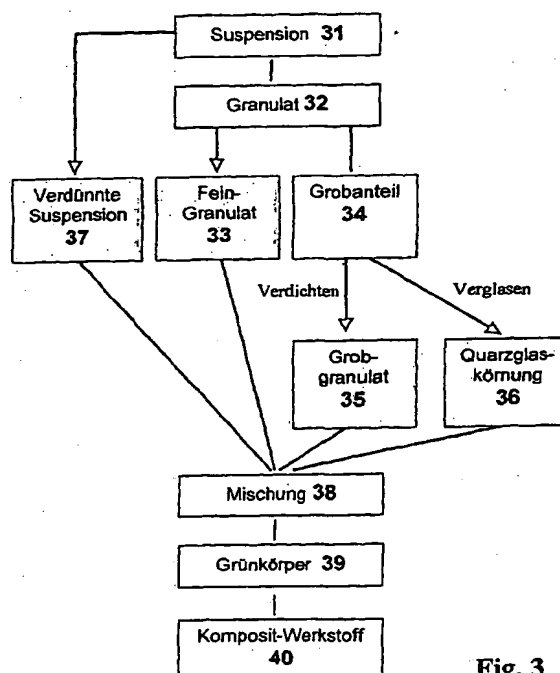 Suspension 31
Granulat 32
Verdünnte
Suspension
37
Fein-
Granulat
33
Grobanteil
34
Verdichten
Verglasen
Grob-
granulat
35
Quarzglas-
körnung
36
Mischung 38
Grünkörper 39
Komposit-Werkstoff
40
Fig. 3